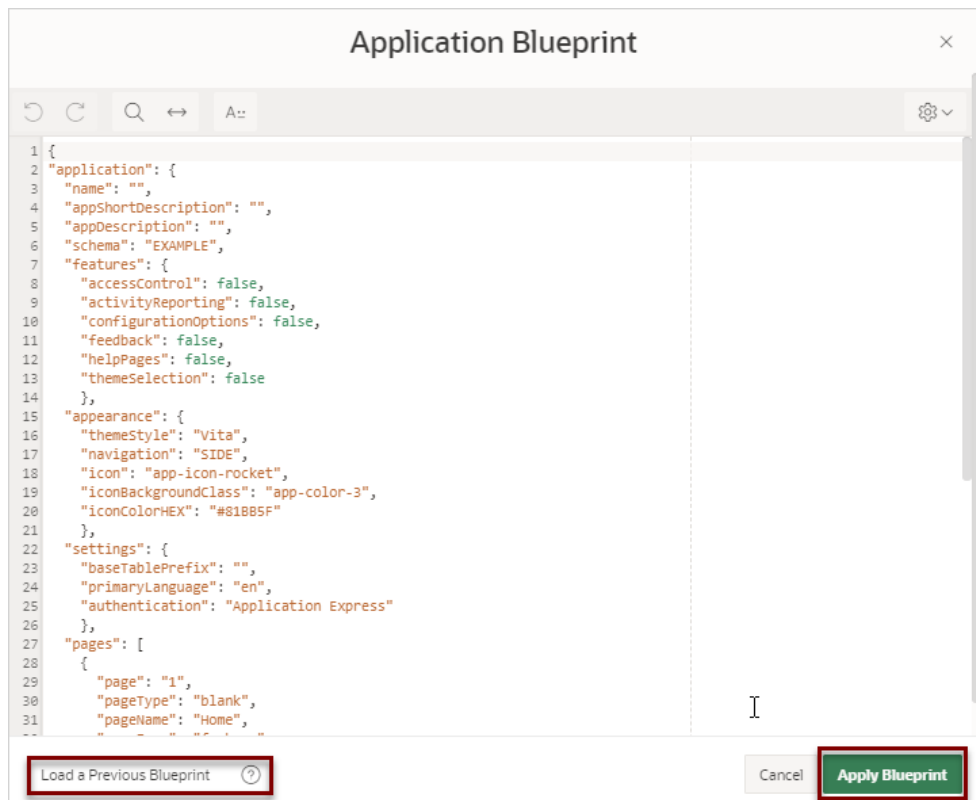 Application Blueprint
1 {
2 "application": {
3 "name": "",
4 "appShortDescription": "",
5 "appDescription": "",
6 "schema": "EXAMPLE",
7 "features": {
8 "accessControl": false,
9 "activityReporting": false,
10 "configurationOptions": false,
11 "feedback": false,
12 "helpPages": false,
13 "themeSelection": false
14 },
15 "appearance": {
16 "themeStyle": "Vita",
17 "navigation": "SIDE",
18 "icon": "app-icon-rocket",
19 "iconBackgroundClass": "app-color-3",
20 "iconColorHEX": "#81BB5F"
21 },
22 "settings": {
23 "baseTablePrefix": "",
24 "primaryLanguage": "en",
25 "authentication": "Application Express"
26 },
27 "pages": [
28 {
29 "page": "1",
30 "pageType": "blank",
31 "pageName": "Home",
Load a Previous Blueprint ?
Cancel
Apply Blueprint